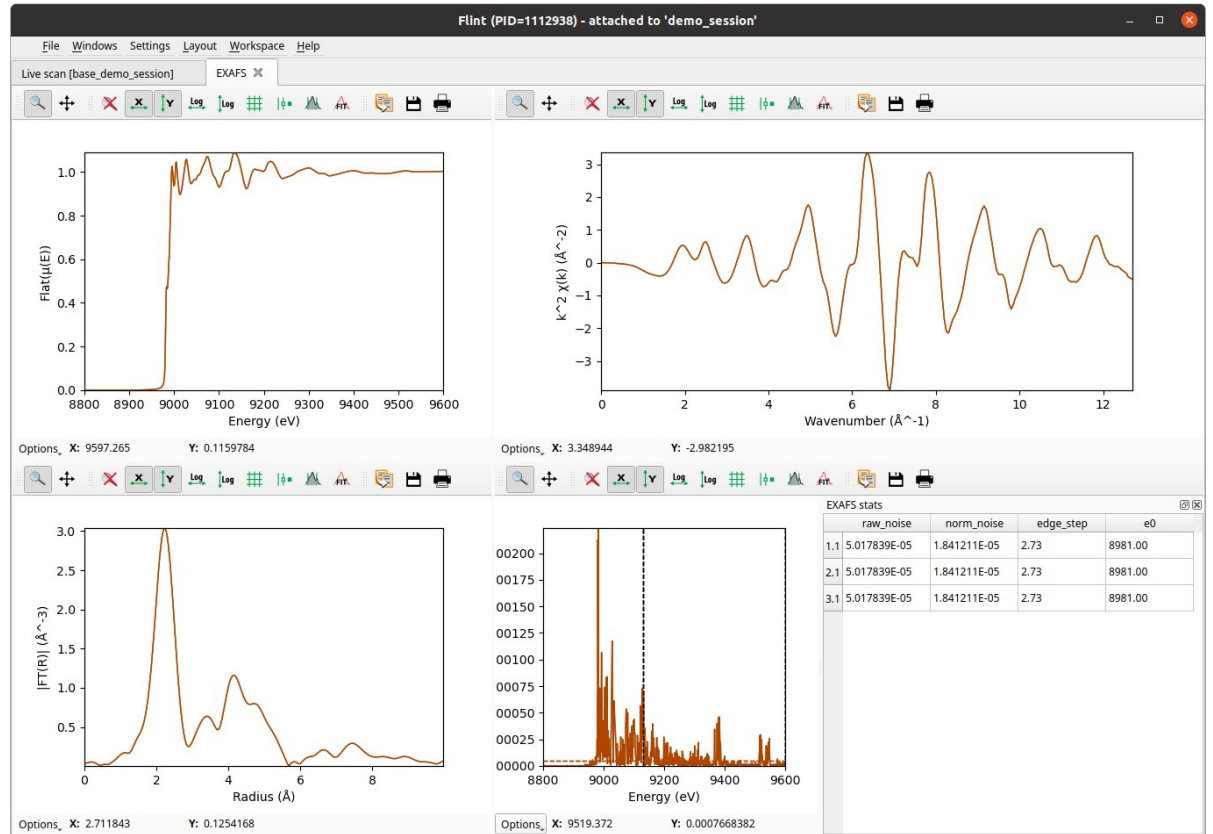 Flint (PID=1112938) - attached to 'demo_session'
File Windows Settings Layout Workspace Help
Live scan [base_demo_session] EXAFS
X Y Log Log FIT
X Y Log Log FIT
1.0
0.8
0.6
0.4
0.2
0.0
Flat(μ(E))
8800 8900 9000 9100 9200 9300 9400 9500 9600
Energy (eV)
Options X: 9597.265 Y: 0.1159784
3
2
1
0
−1
−2
−3
k^2 χ(k) (Å^-2)
0 2 4 6 8 10 12
Wavenumber (Å^-1)
Options X: 3.348944 Y: -2.982195
X Y Log Log FIT
X Y Log Log FIT
3.0
2.5
2.0
1.5
1.0
0.5
|FT(R)| (Å^-3)
0 2 4 6 8
Radius (Å)
Options X: 2.711843 Y: 0.1254168
00200
00175
00150
00125
00100
00075
00050
00025
00000
8800 9000 9200 9400 9600
Energy (eV)
Options X: 9519.372 Y: 0.0007668382
EXAFS stats
raw_noise norm_noise edge_step e0
1.1 5.017839E-05 1.841211E-05 2.73 8981.00
2.1 5.017839E-05 1.841211E-05 2.73 8981.00
3.1 5.017839E-05 1.841211E-05 2.73 8981.00